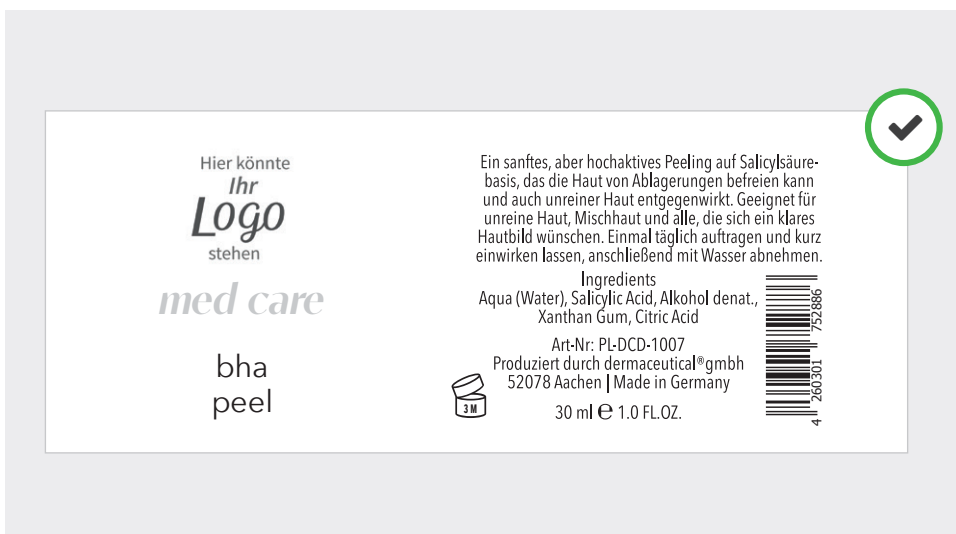 Hier könnte
Ihr
Logo
stehen
med care
bha
peel
Ein sanftes, aber hochaktives Peeling auf Salicylsäure-
basis, das die Haut von Ablagerungen befreien kann
und auch unreiner Haut entgegenwirkt. Geeignet für
unreine Haut, Mischhaut und alle, die sich ein klares
Hautbild wünschen. Einmal täglich auftragen und kurz
einwirken lassen, anschließend mit Wasser abnehmen.
Ingredients
Aqua (Water), Salicylic Acid, Alkohol denat.,
Xanthan Gum, Citric Acid
Art-Nr: PL-DCD-1007
Produziert durch dermaceutical®gmbh
52078 Aachen | Made in Germany
3 M
30 ml ℮ 1.0 FL.OZ.
4 260301 752886